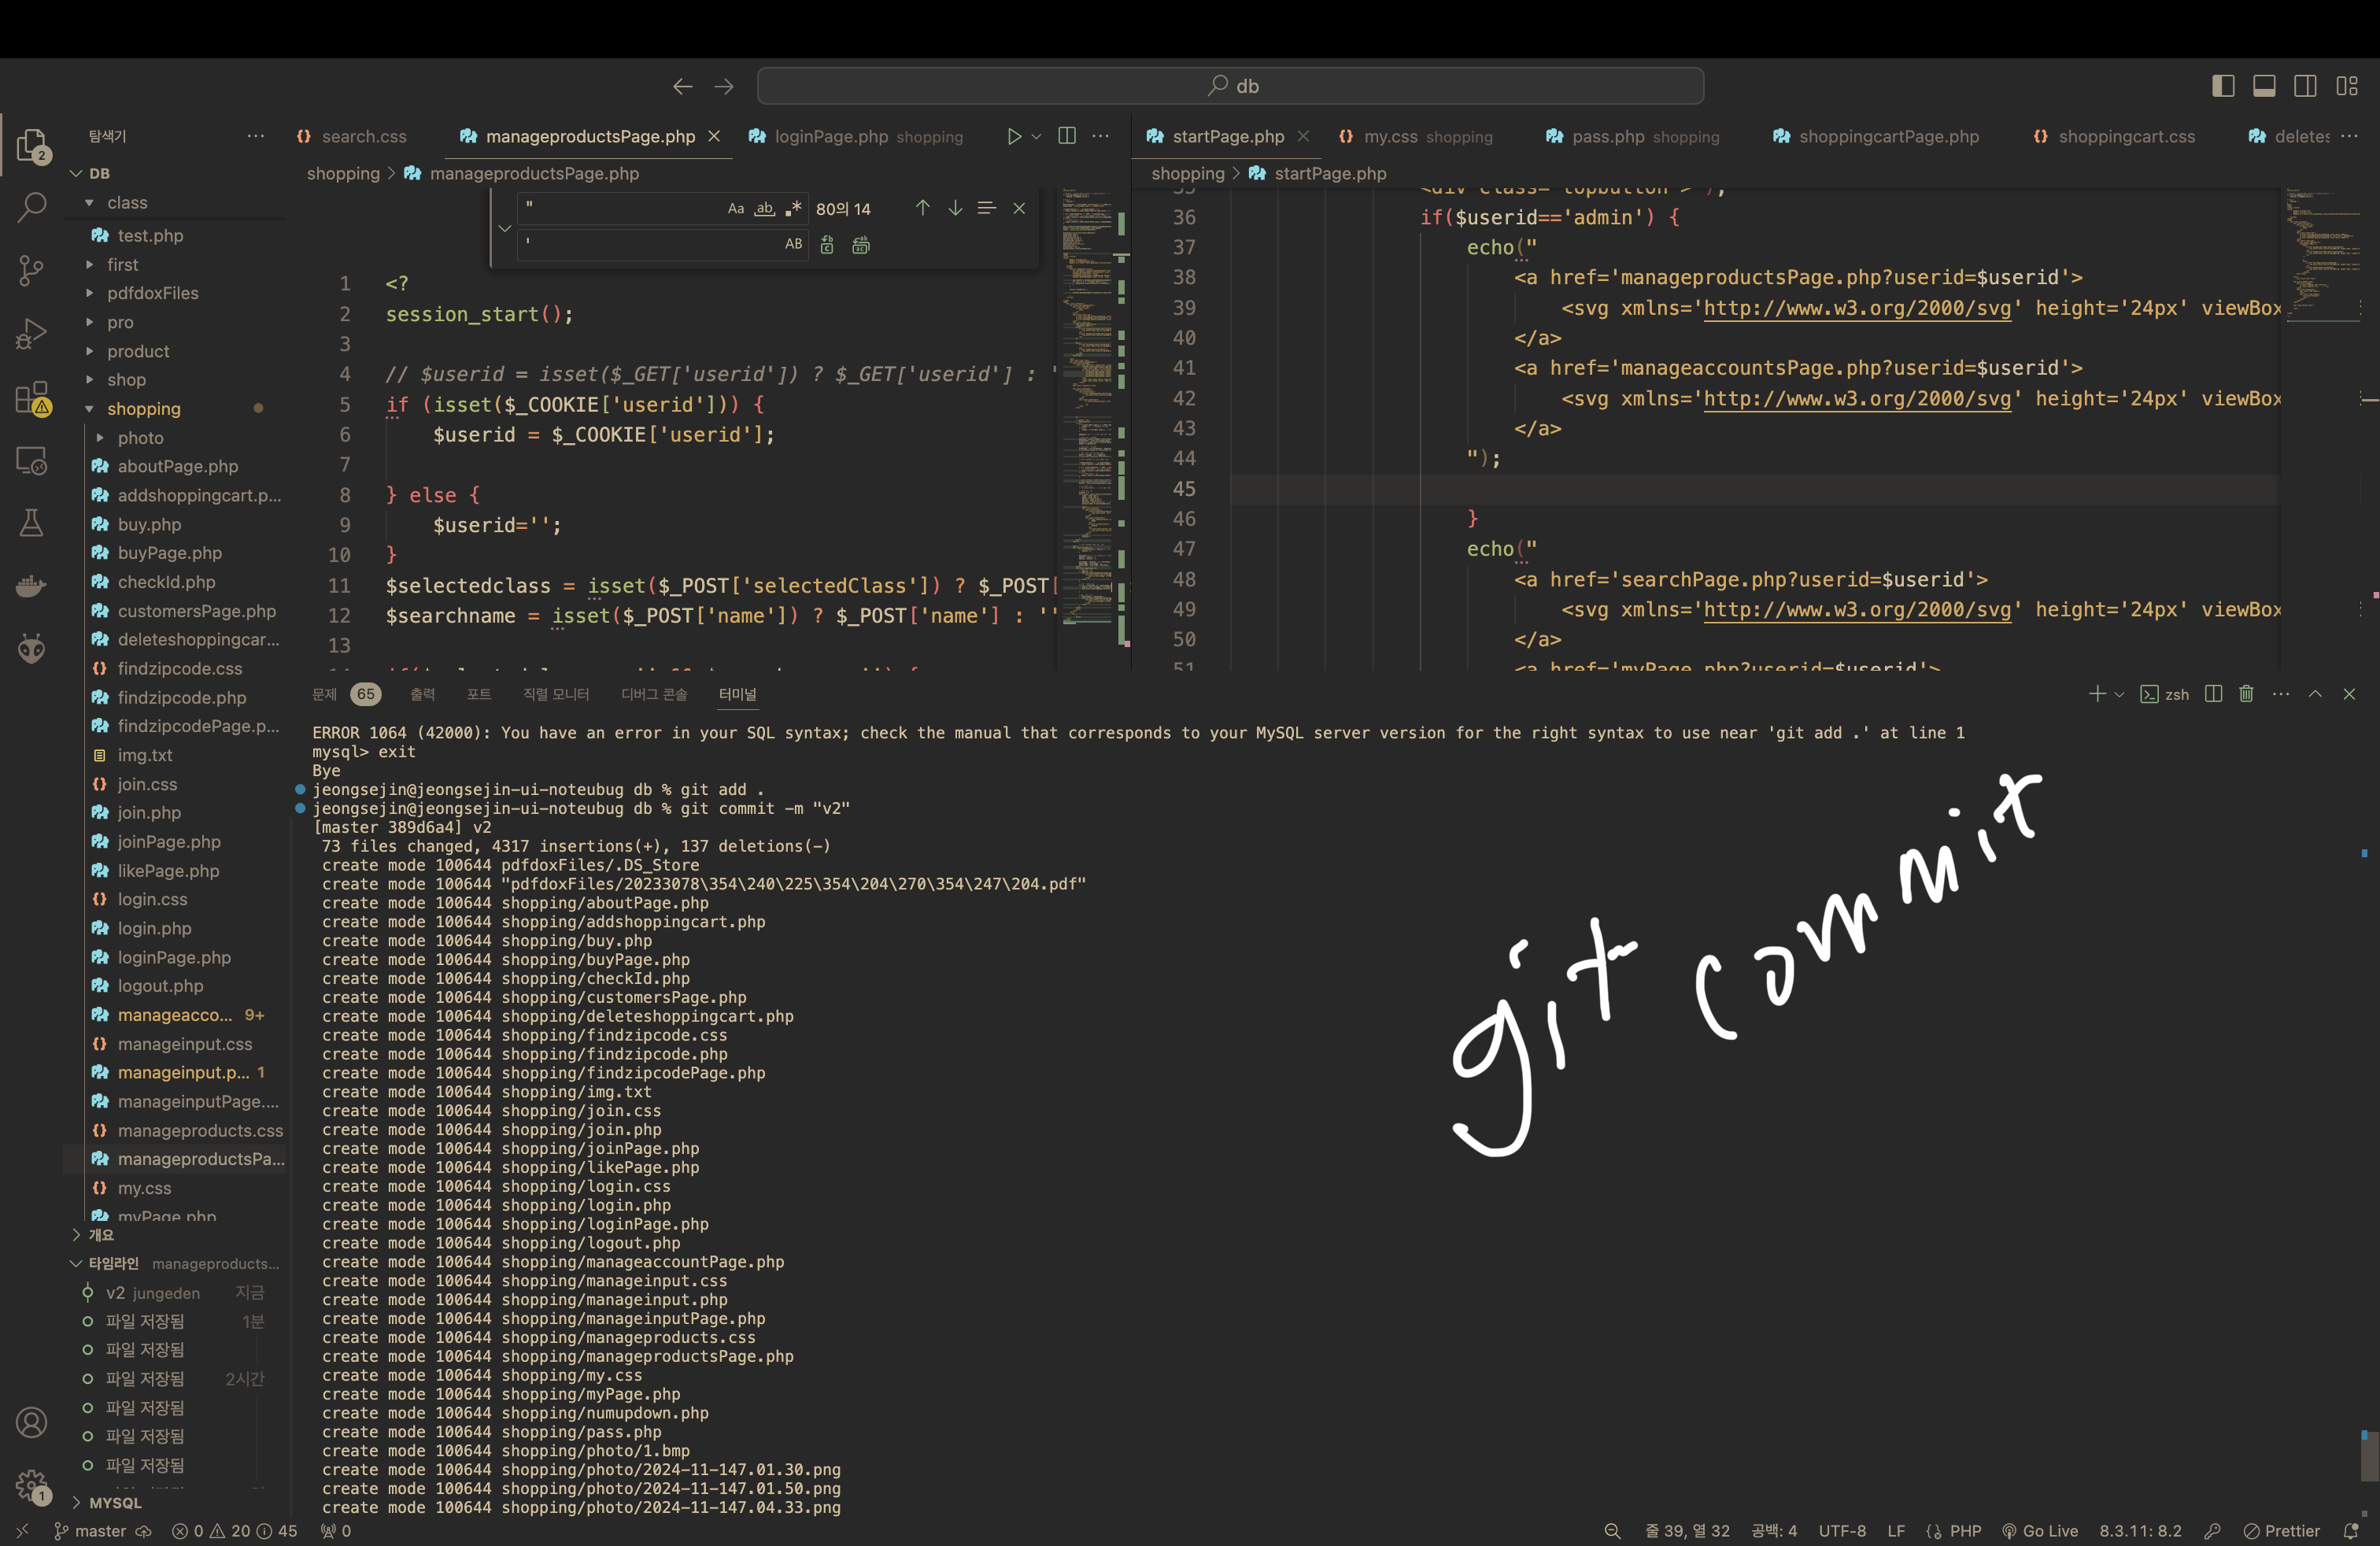 db
탐색기
search.css
manageproductsPage.php
loginPage.php shopping
startPage.php
my.css shopping
pass.php shopping
shoppingcartPage.php
shoppingcart.css
DB
class
test.php
first
pdfdoxFiles
pro
product
shop
shopping
photo
aboutPage.php
addshoppingcart.p...
buy.php
buyPage.php
checkId.php
customersPage.php
deleteshoppingcar...
findzipcode.css
findzipcode.php
findzipcodePage.p...
img.txt
join.css
join.php
joinPage.php
likePage.php
login.css
login.php
loginPage.php
logout.php
manageacco... 9+
manageinput.css
manageinput.p... 1
manageinputPage....
manageproducts.css
manageproductsPa...
my.css
myPage.php
개요
타임라인 manageproducts...
v2 jungeden 지금
파일 저장됨 1분
파일 저장됨
파일 저장됨 2시간
파일 저장됨
파일 저장됨
파일 저장됨
MYSQL
shopping > manageproductsPage.php
" Aa ab .* 80의 14
' AB
1 <?
2 session_start();
3
4 // $userid = isset($_GET['userid']) ? $_GET['userid'] : '
5 if (isset($_COOKIE['userid'])) {
6 $userid = $_COOKIE['userid'];
7
8 } else {
9 $userid='';
10 }
11 $selectedclass = isset($_POST['selectedClass']) ? $_POST[
12 $searchname = isset($_POST['name']) ? $_POST['name'] : ''
13
shopping > startPage.php
36 if($userid=='admin') {
37 echo("
38 <a href='manageproductsPage.php?userid=$userid'>
39 <svg xmlns='http://www.w3.org/2000/svg' height='24px' viewBox
40 </a>
41 <a href='manageaccountsPage.php?userid=$userid'>
42 <svg xmlns='http://www.w3.org/2000/svg' height='24px' viewBox
43 </a>
44 ");
45
46 }
47 echo("
48 <a href='searchPage.php?userid=$userid'>
49 <svg xmlns='http://www.w3.org/2000/svg' height='24px' viewBox
50 </a>
51 <a href='myPage.php?userid=$userid'>
문제 65 출력 포트 직렬 모니터 디버그 콘솔 터미널
zsh
ERROR 1064 (42000): You have an error in your SQL syntax; check the manual that corresponds to your MySQL server version for the right syntax to use near 'git add .' at line 1
mysql> exit
Bye
jeongsejin@jeongsejin-ui-noteubug db % git add .
jeongsejin@jeongsejin-ui-noteubug db % git commit -m "v2"
[master 389d6a4] v2
73 files changed, 4317 insertions(+), 137 deletions(-)
create mode 100644 pdfdoxFiles/.DS_Store
create mode 100644 "pdfdoxFiles/20233078\354\240\225\354\204\270\354\247\204.pdf"
create mode 100644 shopping/aboutPage.php
create mode 100644 shopping/addshoppingcart.php
create mode 100644 shopping/buy.php
create mode 100644 shopping/buyPage.php
create mode 100644 shopping/checkId.php
create mode 100644 shopping/customersPage.php
create mode 100644 shopping/deleteshoppingcart.php
create mode 100644 shopping/findzipcode.css
create mode 100644 shopping/findzipcode.php
create mode 100644 shopping/findzipcodePage.php
create mode 100644 shopping/img.txt
create mode 100644 shopping/join.css
create mode 100644 shopping/join.php
create mode 100644 shopping/joinPage.php
create mode 100644 shopping/likePage.php
create mode 100644 shopping/login.css
create mode 100644 shopping/login.php
create mode 100644 shopping/loginPage.php
create mode 100644 shopping/logout.php
create mode 100644 shopping/manageaccountPage.php
create mode 100644 shopping/manageinput.css
create mode 100644 shopping/manageinput.php
create mode 100644 shopping/manageinputPage.php
create mode 100644 shopping/manageproducts.css
create mode 100644 shopping/manageproductsPage.php
create mode 100644 shopping/my.css
create mode 100644 shopping/myPage.php
create mode 100644 shopping/numupdown.php
create mode 100644 shopping/pass.php
create mode 100644 shopping/photo/1.bmp
create mode 100644 shopping/photo/2024-11-147.01.30.png
create mode 100644 shopping/photo/2024-11-147.01.50.png
create mode 100644 shopping/photo/2024-11-147.04.33.png
git commit
master 0 20 45 0
줄 39, 열 32 공백: 4 UTF-8 LF PHP Go Live 8.3.11: 8.2 Prettier